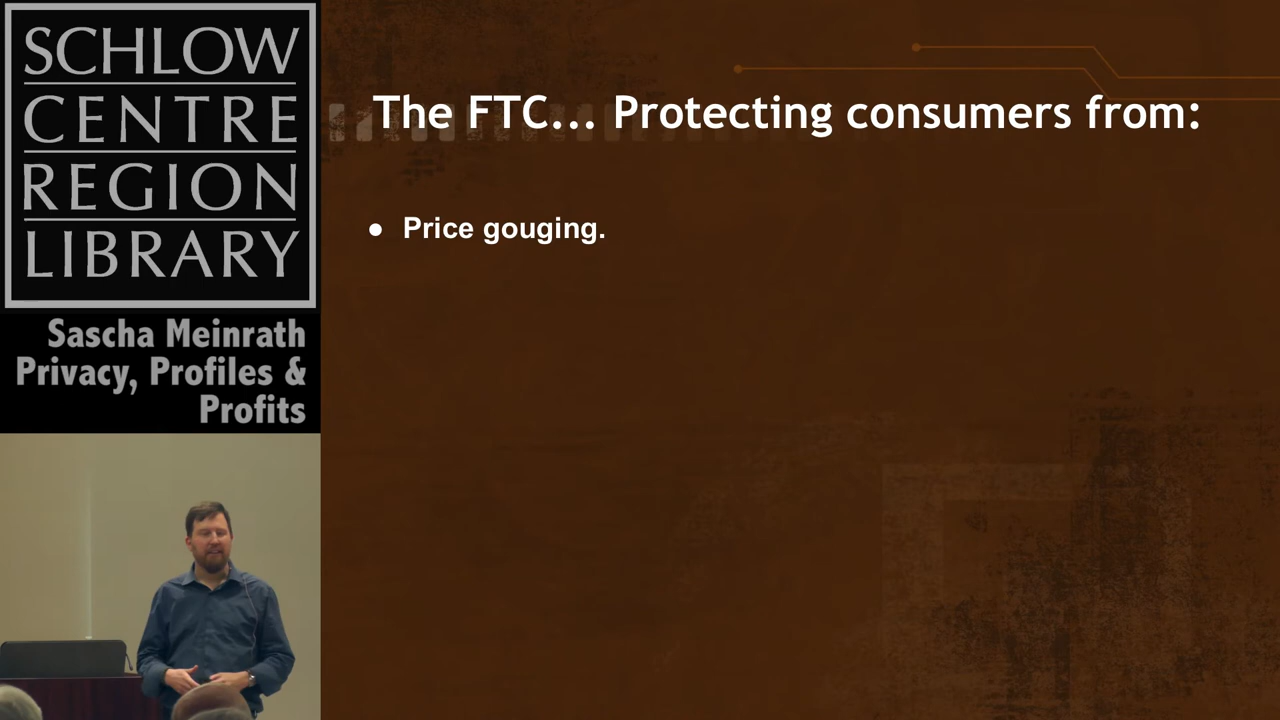 SCHLOW
CENTRE
REGION
LIBRARY
Sascha Meinrath
Privacy, Profiles &
Profits
The FTC... Protecting consumers from:
● Price gouging.